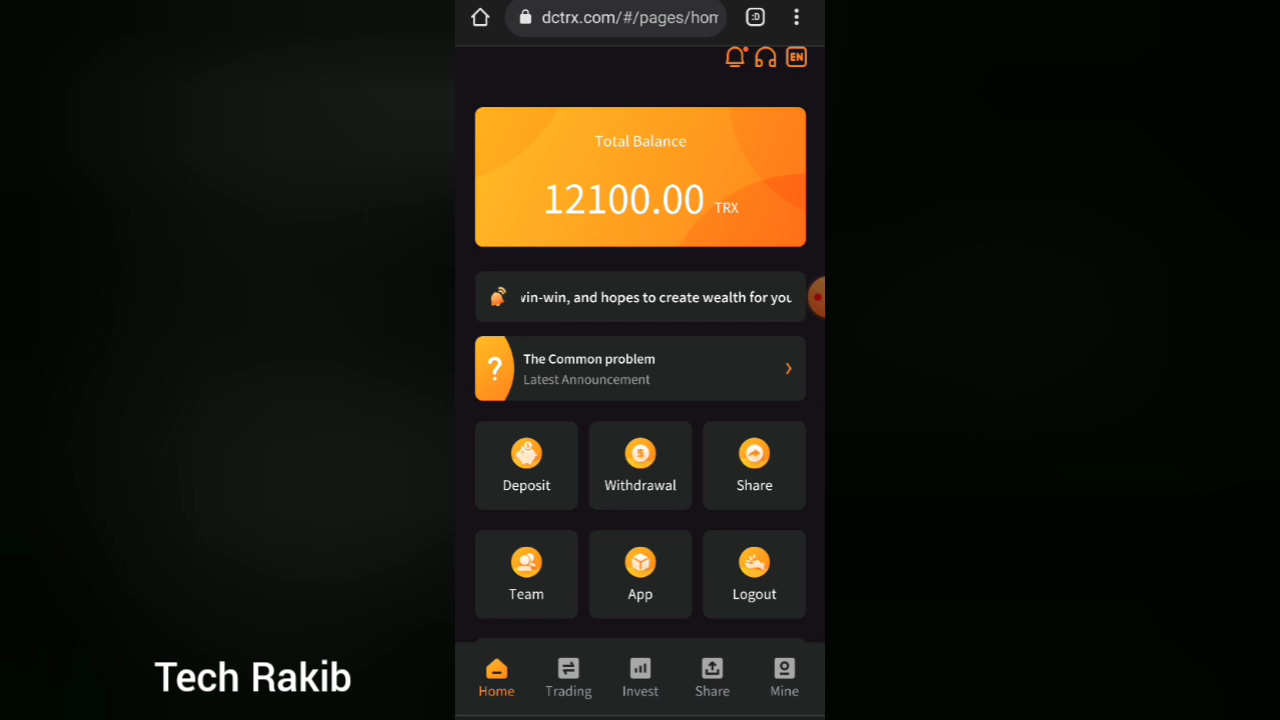 dctrx.com/#/pages/hom
:D
EN
Total Balance
12100.00 TRX
win-win, and hopes to create wealth for you
?
The Common problem
Latest Announcement
Deposit
Withdrawal
Share
Team
App
Logout
Home
Trading
Invest
Share
Mine
Tech Rakib